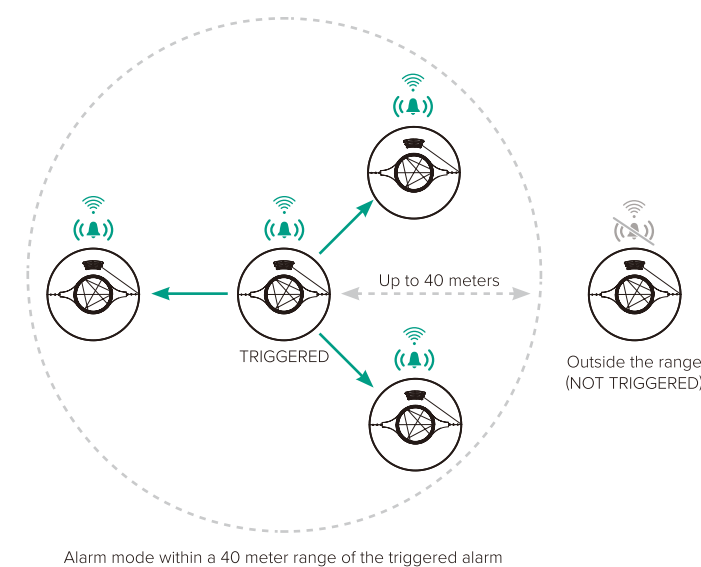 Up to 40 meters
TRIGGERED
Outside the range
(NOT TRIGGERED)
Alarm mode within a 40 meter range of the triggered alarm